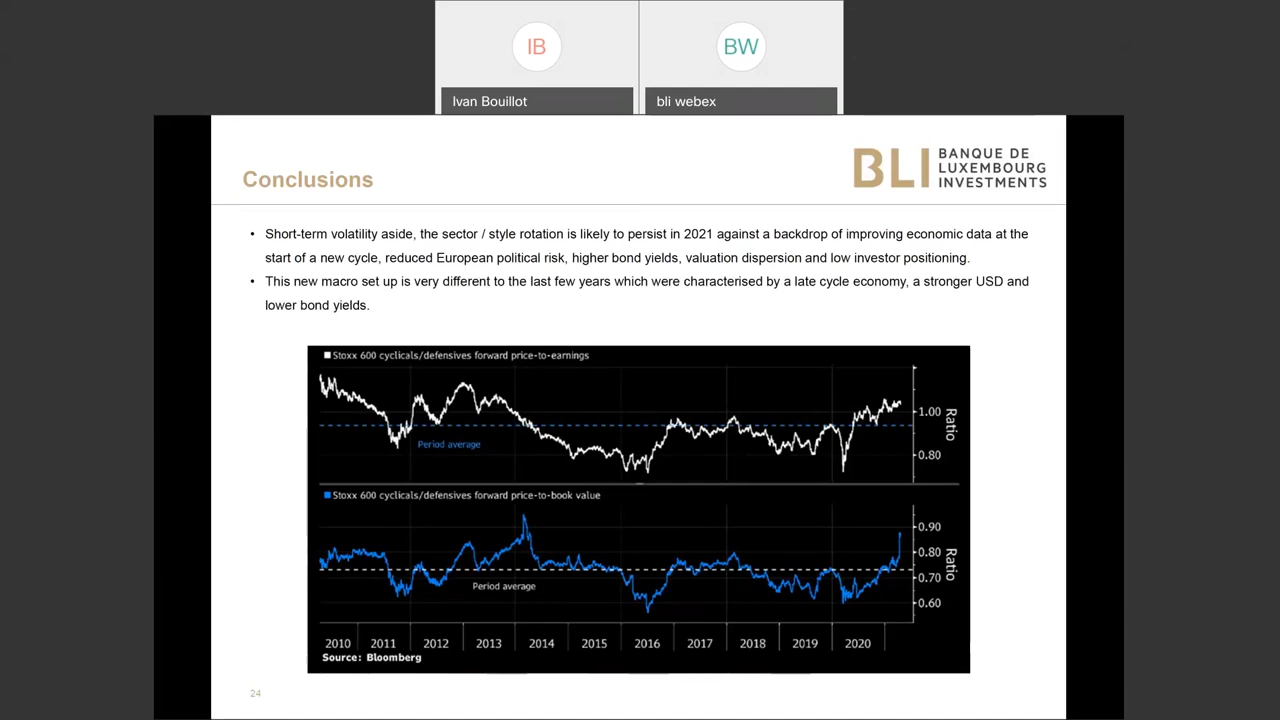 IB
BW
Ivan Bouillot
bli webex
Conclusions
BLI
BANQUE DE
LUXEMBOURG
INVESTMENTS
• Short-term volatility aside, the sector / style rotation is likely to persist in 2021 against a backdrop of improving economic data at the
start of a new cycle, reduced European political risk, higher bond yields, valuation dispersion and low investor positioning.
• This new macro set up is very different to the last few years which were characterised by a late cycle economy, a stronger USD and
lower bond yields.
Stoxx 600 cyclicals/defensives forward price-to-earnings
1.00
Ratio
Period average
0.80
Stoxx 600 cyclicals/defensives forward price-to-book value
0.90
0.80
Ratio
0.70
Period average
0.60
2010 2011 2012 2013 2014 2015 2016 2017 2018 2019 2020
Source: Bloomberg
24